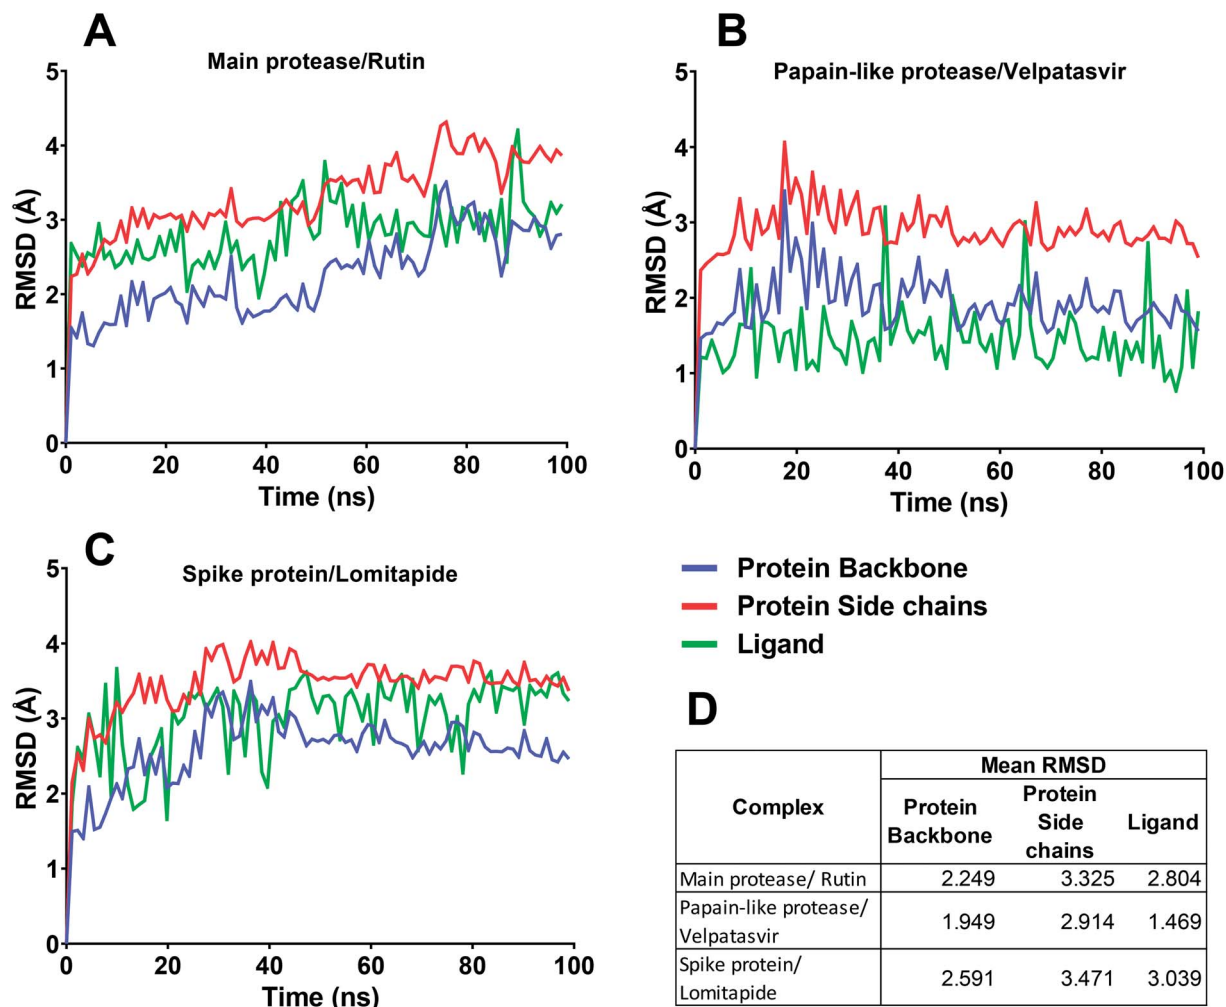 A
Main protease/Rutin
5
4
3
2
1
0
RMSD (Å)
0 20 40 60 80 100
Time (ns)
B
Papain-like protease/Velpatasvir
5
4
3
2
1
0
RMSD (Å)
0 20 40 60 80 100
Time (ns)
C
Spike protein/Lomitapide
5
4
3
2
1
0
RMSD (Å)
0 20 40 60 80 100
Time (ns)
Protein Backbone
Protein Side chains
Ligand
D
Complex
Mean RMSD
Protein
Backbone
Protein
Side
chains
Ligand
Main protease/ Rutin 2.249 3.325 2.804
Papain-like protease/
Velpatasvir
1.949 2.914 1.469
Spike protein/
Lomitapide
2.591 3.471 3.039